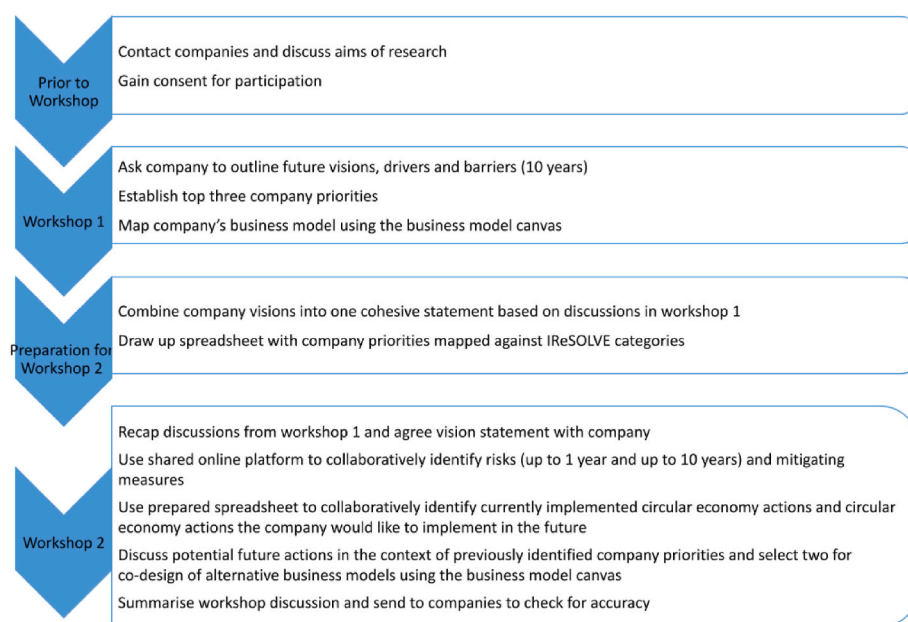 Prior to
Workshop
Contact companies and discuss aims of research
Gain consent for participation
Workshop 1
Ask company to outline future visions, drivers and barriers (10 years)
Establish top three company priorities
Map company's business model using the business model canvas
Preparation for
Workshop 2
Combine company visions into one cohesive statement based on discussions in workshop 1
Draw up spreadsheet with company priorities mapped against IReSOLVE categories
Workshop 2
Recap discussions from workshop 1 and agree vision statement with company
Use shared online platform to collaboratively identify risks (up to 1 year and up to 10 years) and mitigating
measures
Use prepared spreadsheet to collaboratively identify currently implemented circular economy actions and circular
economy actions the company would like to implement in the future
Discuss potential future actions in the context of previously identified company priorities and select two for
co-design of alternative business models using the business model canvas
Summarise workshop discussion and send to companies to check for accuracy